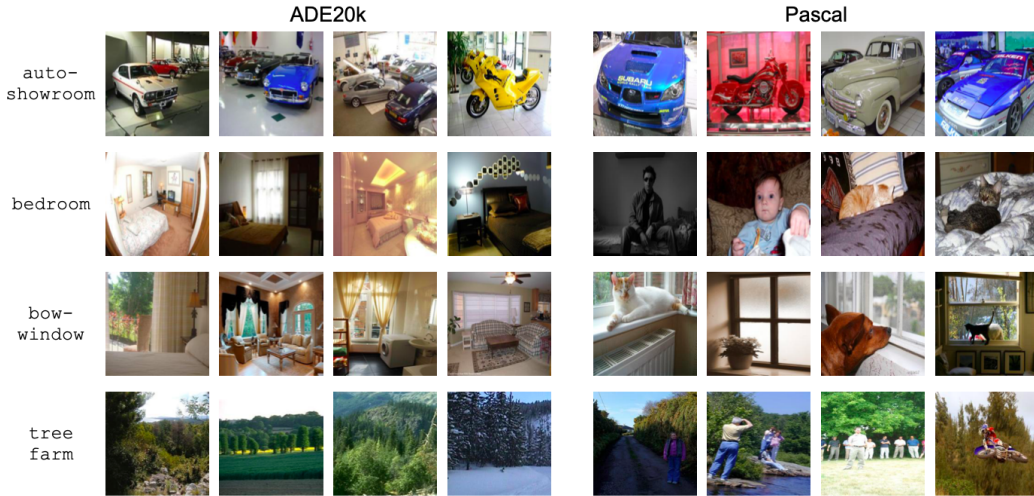 ADE20k
Pascal
auto-
showroom
SUBARU
bedroom
bow-
window
tree
farm